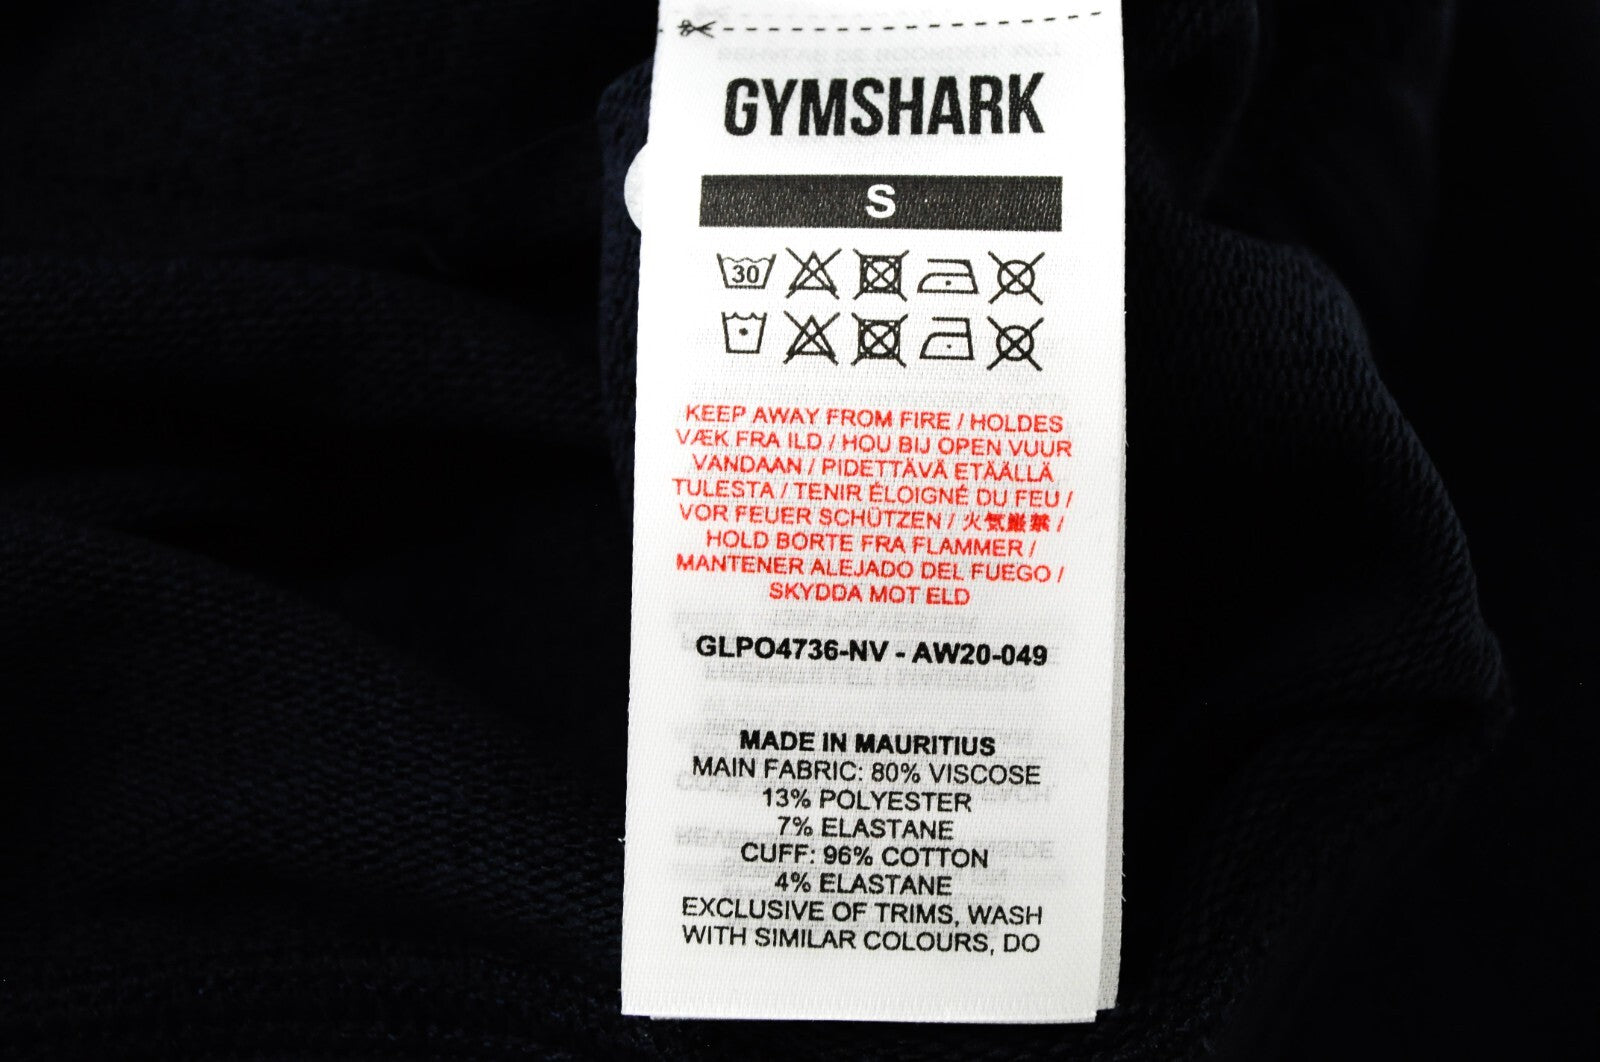 GYMSHARK
S
30
KEEP AWAY FROM FIRE / HOLDES
VÆK FRA ILD / HOU BIJ OPEN VUUR
VANDAAN / PIDETTÄVÄ ETÄÄLLÄ
TULESTA / TENIR ÉLOIGNÉ DU FEU /
VOR FEUER SCHÜTZEN / 火気厳禁 /
HOLD BORTE FRA FLAMMER /
MANTENER ALEJADO DEL FUEGO /
SKYDDA MOT ELD
GLPO4736-NV - AW20-049
MADE IN MAURITIUS
MAIN FABRIC: 80% VISCOSE
13% POLYESTER
7% ELASTANE
CUFF: 96% COTTON
4% ELASTANE
EXCLUSIVE OF TRIMS, WASH
WITH SIMILAR COLOURS, DO